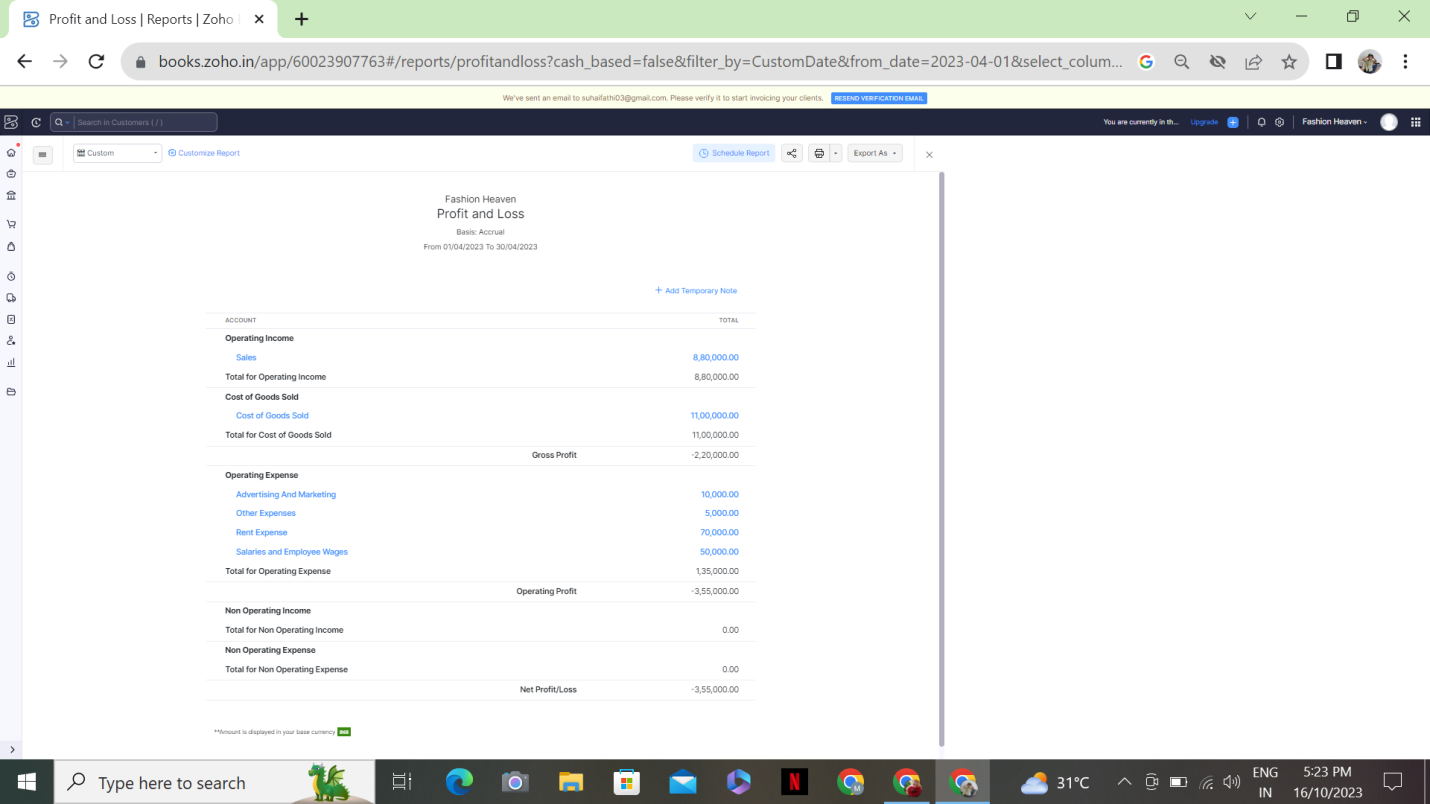 Profit and Loss | Reports | Zoho
books.zoho.in/app/60023907763#/reports/profitandloss?cash_based=false&filter_by=CustomDate&from_date=2023-04-01&select_colum...
We've sent an email to suhaifathi03@gmail.com. Please verify it to start invoicing your clients. RESEND VERIFICATION EMAIL
Search in Customers ( / )
You are currently in th... Upgrade Fashion Heaven
Custom Customize Report Schedule Report Export As
Fashion Heaven
Profit and Loss
Basis: Accrual
From 01/04/2023 To 30/04/2023
+ Add Temporary Note
ACCOUNT TOTAL
Operating Income
Sales 8,80,000.00
Total for Operating Income 8,80,000.00
Cost of Goods Sold
Cost of Goods Sold 11,00,000.00
Total for Cost of Goods Sold 11,00,000.00
Gross Profit -2,20,000.00
Operating Expense
Advertising And Marketing 10,000.00
Other Expenses 5,000.00
Rent Expense 70,000.00
Salaries and Employee Wages 50,000.00
Total for Operating Expense 1,35,000.00
Operating Profit -3,55,000.00
Non Operating Income
Total for Non Operating Income 0.00
Non Operating Expense
Total for Non Operating Expense 0.00
Net Profit/Loss -3,55,000.00
**Amount is displayed in your base currency
Type here to search
31°C
ENG
IN
5:23 PM
16/10/2023